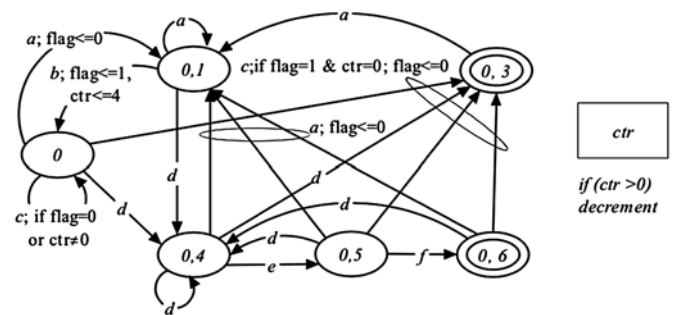 a
a
a; flag<=0
0,1
0, 3
c;if flag=1 & ctr=0; flag<=0
b; flag<=1,
ctr<=4
ctr
a; flag<=0
0
d
d
if (ctr >0)
decrement
c; if flag=0
or ctr≠0
d
d
d
0,4
0,5
0, 6
e
f
d